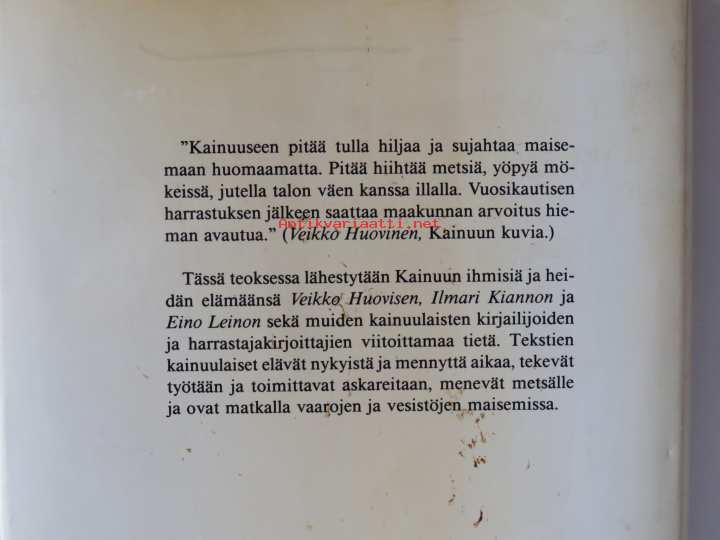 ”Kainuuseen pitää tulla hiljaa ja sujahtaa maise-
maan huomaamatta. Pitää hiihtää metsiä, yöpyä mö-
keissä, jutella talon väen kanssa illalla. Vuosikautisen
harrastuksen jälkeen saattaa maakunnan arvoitus hie-
Antikvariaatti.net
man avautua.” (Veikko Huovinen, Kainuun kuvia.)
Tässä teoksessa lähestytään Kainuun ihmisiä ja hei-
dän elämäänsä Veikko Huovisen, Ilmari Kiannon ja
Eino Leinon sekä muiden kainuulaisten kirjailijoiden
ja harrastajakirjoittajien viitoittamaa tietä. Tekstien
kainuulaiset elävät nykyistä ja mennyttä aikaa, tekevät
työtään ja toimittavat askareitaan, menevät metsälle
ja ovat matkalla vaarojen ja vesistöjen maisemissa.